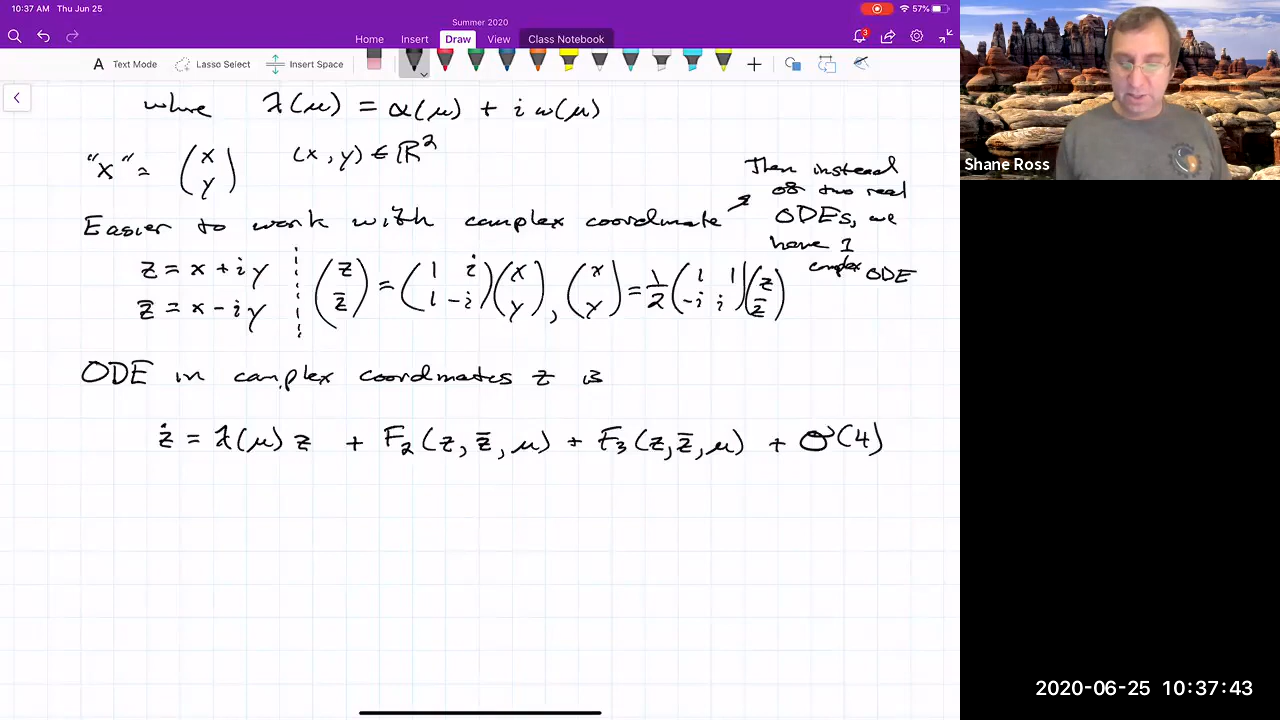 10:37 AM Thu Jun 25
57%
Summer 2020
Home Insert Draw View Class Notebook
3
A Text Mode Lasso Select Insert Space
where λ(μ) = α(μ) + i ω(μ)
"x" = (x y) (x, y) ∈ ℝ²
Then instead
of two real
ODEs, we
have 1
complex ODE
Easier to work with complex coordinate
z = x + i y
z̄ = x - i y
(z z̄) = (1 i 1 -i)(x y), (x y) = 1/2 (1 1 -i i)(z z̄)
ODE in complex coordinates z is
ż = λ(μ) z + F₂(z, z̄, μ) + F₃(z, z̄, μ) + O(4)
Shane Ross
2020-06-25 10:37:43